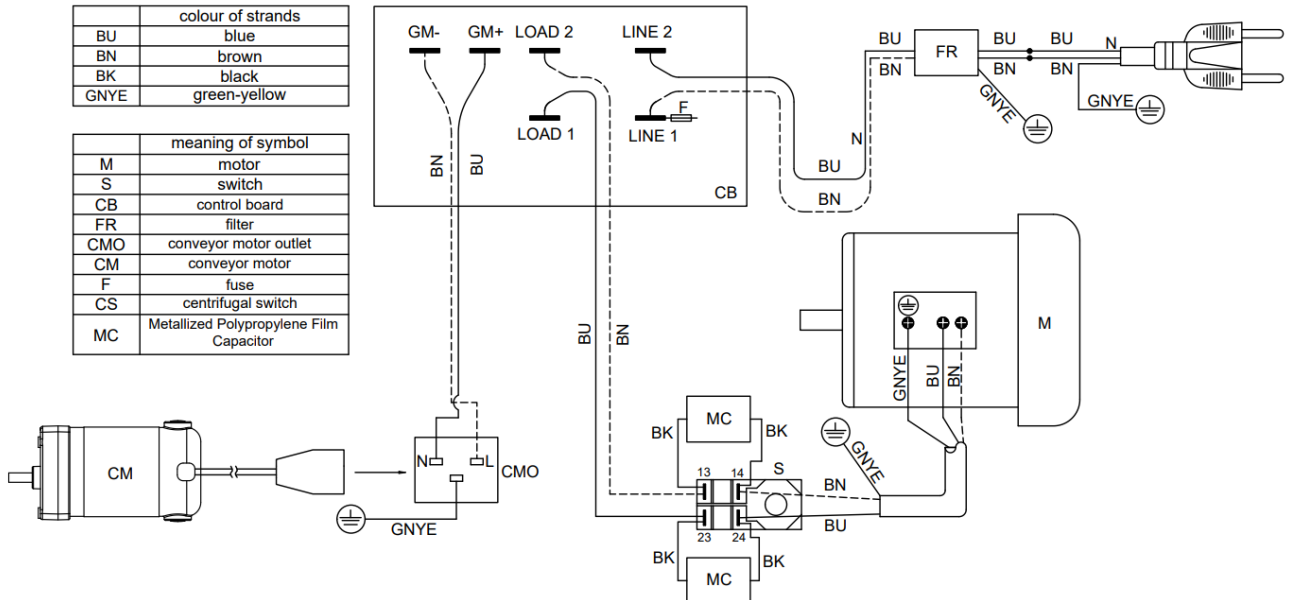 colour of strands
BU blue
BN brown
BK black
GNYE green-yellow
meaning of symbol
M motor
S switch
CB control board
FR filter
CMO conveyor motor outlet
CM conveyor motor
F fuse
CS centrifugal switch
MC Metallized Polypropylene Film
Capacitor
GM- GM+ LOAD 2 LINE 2
LOAD 1 LINE 1
F
BN BU
CB
BU BN
N
BU
BN
FR
BU BU N
BN BN
GNYE GNYE
M
GNYE BU BN
BU BN
CM
N L
CMO
GNYE
MC
BK BK
13 14 S
23 24
BN
BU
GNYE
BK BK
MC